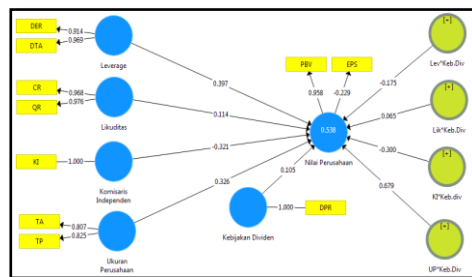 DER
0.914
DTA
0.969
Leverage
0.397
CR
0.968
QR
0.976
Likuditas
0.114
KI
1.000
Komisaris
Independen
-0.321
TA
0.807
TP
0.825
Ukuran
Perusahaan
0.326
PBV
EPS
0.958
-0.229
0.538
Nilai Perusahaan
0.105
1.000
DPR
Kebijakan Dividen
[+]
Lev*Keb.Div
-0.175
[+]
Lik*Keb.Div
0.065
[+]
KI*Keb.div
-0.300
[+]
UP*Keb.div
0.679